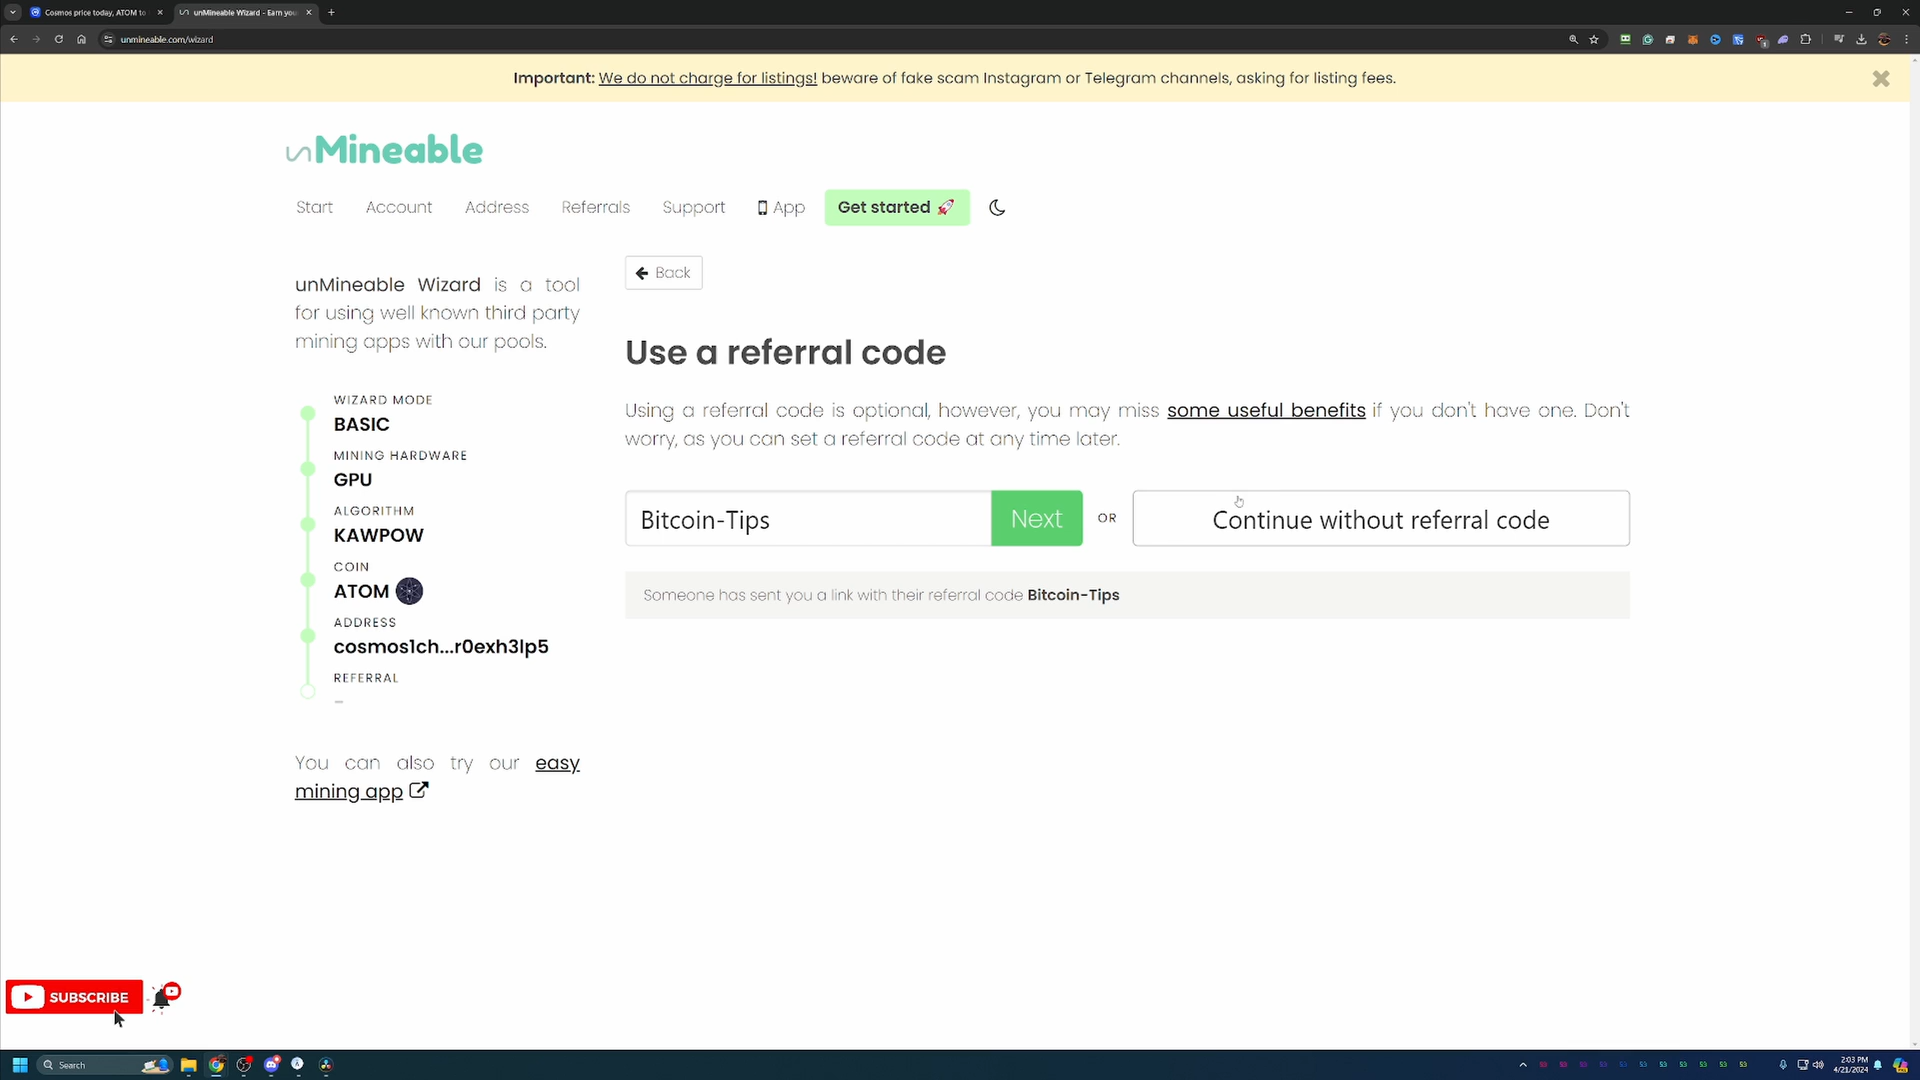 Cosmos price today, ATOM to
unMineable Wizard - Earn you
unmineable.com/wizard
Important: We do not charge for listings! beware of fake scam Instagram or Telegram channels, asking for listing fees.
unMineable
Start
Account
Address
Referrals
Support
App
Get started 🚀
Back
unMineable Wizard is a tool
for using well known third party
mining apps with our pools.
Use a referral code
Using a referral code is optional, however, you may miss some useful benefits if you don't have one. Don't
worry, as you can set a referral code at any time later.
WIZARD MODE
BASIC
MINING HARDWARE
GPU
ALGORITHM
KAWPOW
COIN
ATOM
ADDRESS
cosmos1ch...r0exh3lp5
REFERRAL
-
Bitcoin-Tips
Next
OR
Continue without referral code
Someone has sent you a link with their referral code Bitcoin-Tips
You can also try our easy
mining app
SUBSCRIBE
Search
2:03 PM
4/21/2024